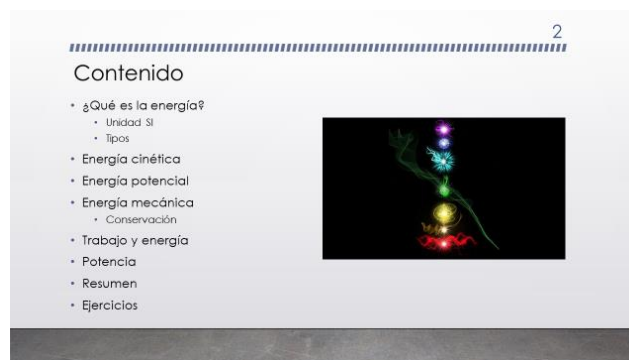 2
Contenido
• ¿Qué es la energía?
• Unidad SI
• Tipos
• Energía cinética
• Energía potencial
• Energía mecánica
• Conservación
• Trabajo y energía
• Potencia
• Resumen
• Ejercicios